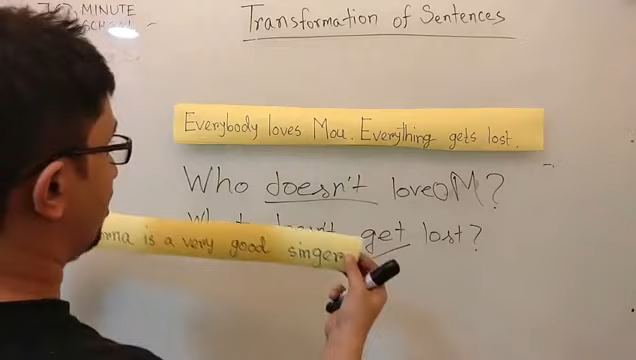 MINUTE
SCHOOL
Transformation of Sentences
Everybody loves Mou. Everything gets lost.
Who doesn't love M?
get lost?
is a very good singer